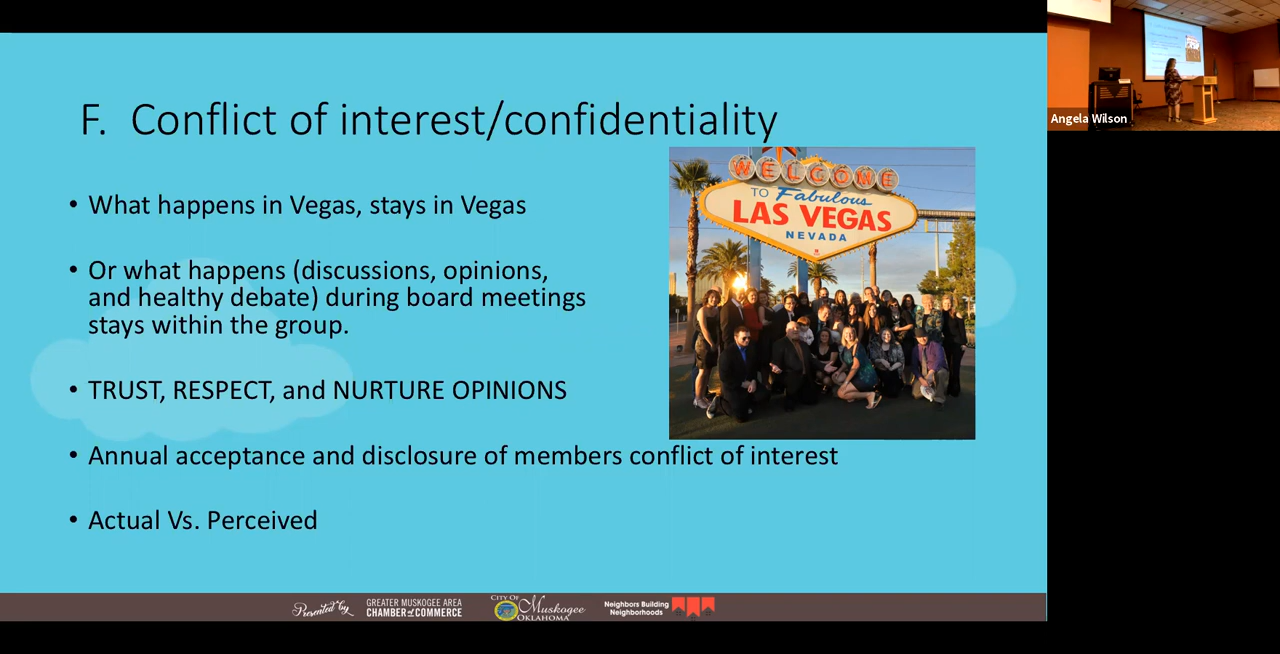 F. Conflict of interest/confidentiality
• What happens in Vegas, stays in Vegas
• Or what happens (discussions, opinions,
and healthy debate) during board meetings
stays within the group.
• TRUST, RESPECT, and NURTURE OPINIONS
• Annual acceptance and disclosure of members conflict of interest
• Actual Vs. Perceived
WELCOME
TO Fabulous
LAS VEGAS
NEVADA
Presented by
GREATER MUSKOGEE AREA
CHAMBER of COMMERCE
CITY OF
Muskogee
OKLAHOMA
Neighbors Building
Neighborhoods
Angela Wilson